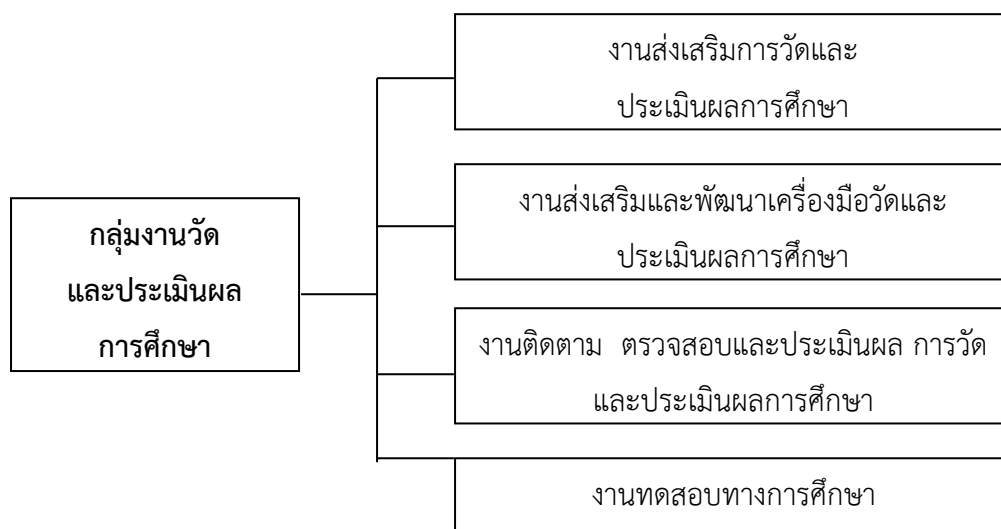 งานส่งเสริมการวัดและ
ประเมินผลการศึกษา
งานส่งเสริมและพัฒนาเครื่องมือวัดและ
ประเมินผลการศึกษา
กลุ่มงานวัด
และประเมินผล
การศึกษา
งานติดตาม  ตรวจสอบและประเมินผล การวัด
และประเมินผลการศึกษา
งานทดสอบทางการศึกษา